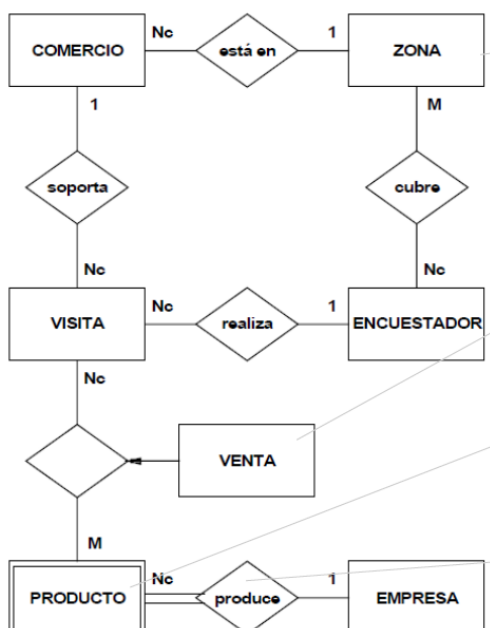 COMERCIO
Nc
está en
1
ZONA
1
M
soporta
cubre
Nc
Nc
VISITA
Nc
realiza
1
ENCUESTADOR
Nc
VENTA
M
PRODUCTO
Nc
produce
1
EMPRESA